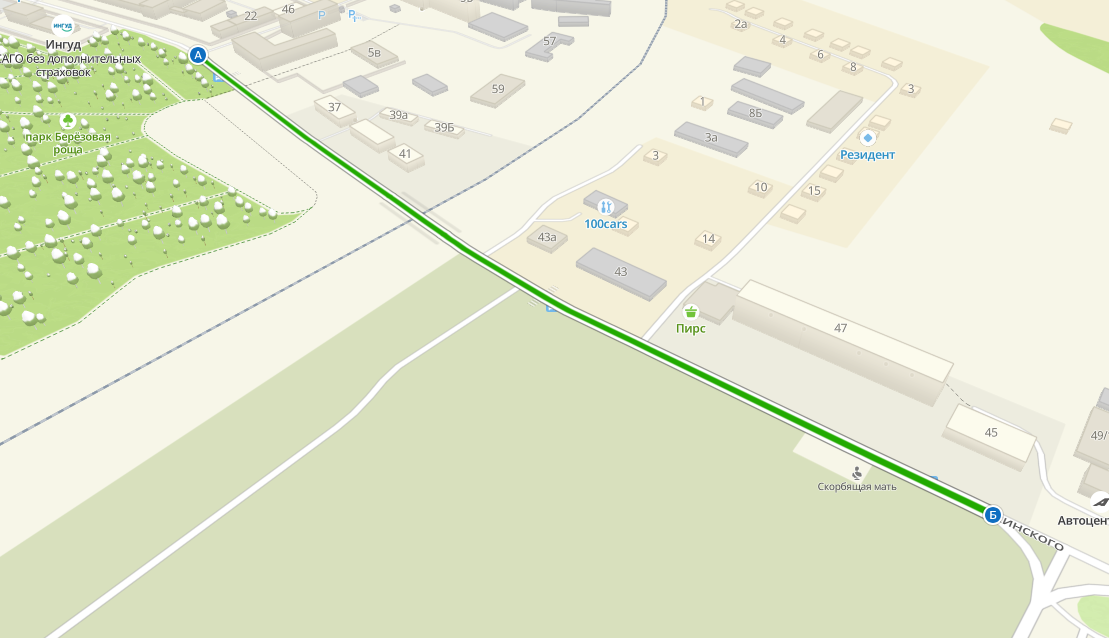 22
46
P
P
ИНГУД
Ингуд
АГО без дополнительных
страховок
А
5в
57
59
37
39а
39Б
41
парк Берёзовая
роща
2а
4
6
8
3
1
8Б
3а
Резидент
3
10
15
100cars
43а
14
43
Пирс
47
45
49/
Скорбящая мать
Б
ИНСКОГО
Автоцент